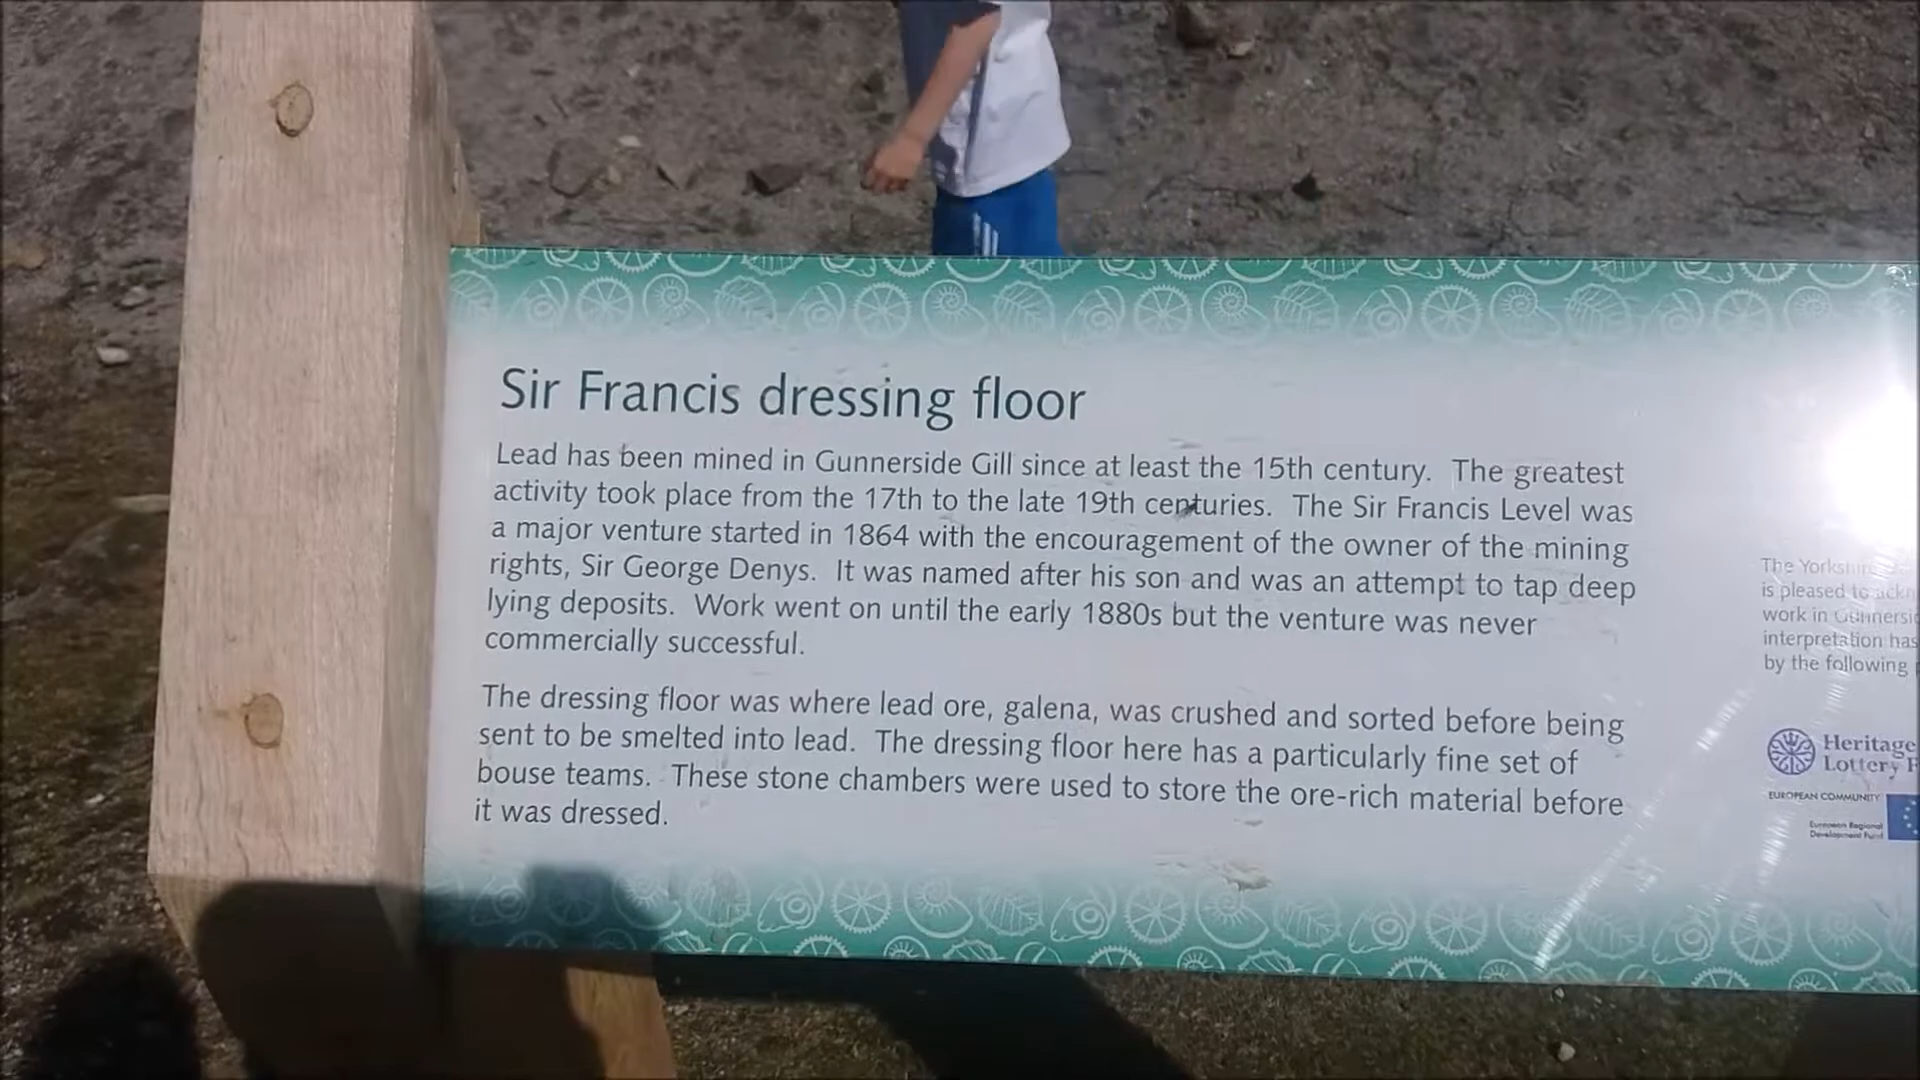 Sir Francis dressing floor
Lead has been mined in Gunnerside Gill since at least the 15th century. The greatest
activity took place from the 17th to the late 19th centuries. The Sir Francis Level was
a major venture started in 1864 with the encouragement of the owner of the mining
rights, Sir George Denys. It was named after his son and was an attempt to tap deep
lying deposits. Work went on until the early 1880s but the venture was never
commercially successful.
The dressing floor was where lead ore, galena, was crushed and sorted before being
sent to be smelted into lead. The dressing floor here has a particularly fine set of
bouse teams. These stone chambers were used to store the ore-rich material before
it was dressed.
The
is pleased to
work in
interpretation has
by the following
Heritage
Lottery
EUROPEAN COMMUNITY
European Regional
Development Fund